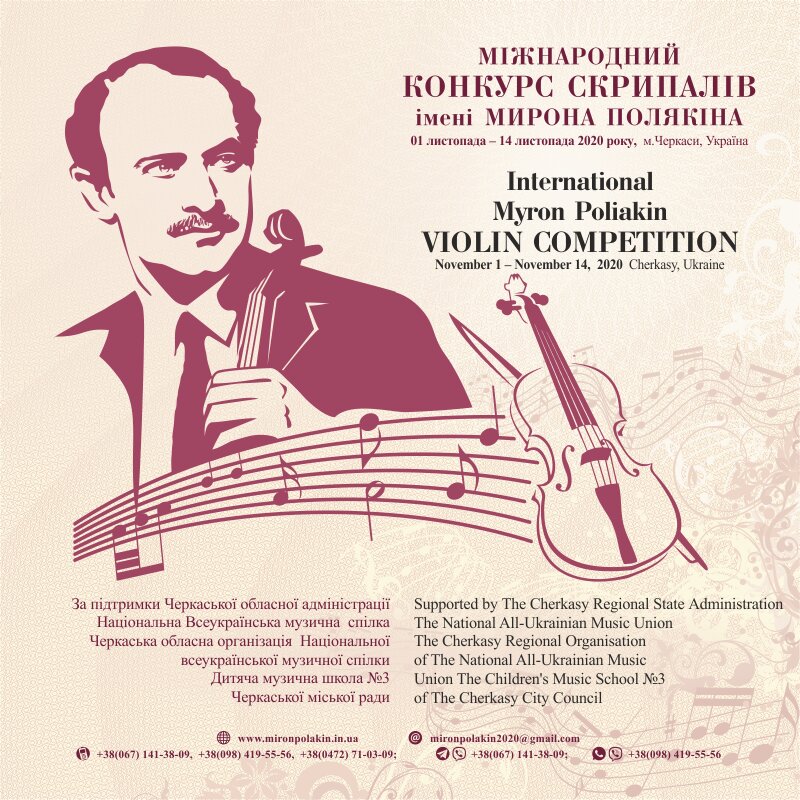 МІЖНАРОДНИЙ
КОНКУРС СКРИПАЛІВ
імені МИРОНА ПОЛЯКІНА
01 листопада – 14 листопада 2020 року, м.Черкаси, Україна
International
Myron Poliakin
VIOLIN COMPETITION
November 1 – November 14, 2020 Cherkasy, Ukraine
За підтримки Черкаської обласної адміністрації
Національна Всеукраїнська музична спілка
Черкаська обласна організація Національної
всеукраїнської музичної спілки
Дитяча музична школа №3
Черкаської міської ради
Supported by The Cherkasy Regional State Administration
The National All-Ukrainian Music Union
The Cherkasy Regional Organisation
of The National All-Ukrainian Music
Union The Children's Music School №3
of The Cherkasy City Council
www.mironpolakin.in.ua
mironpolakin2020@gmail.com
+38(067) 141-38-09, +38(098) 419-55-56, +38(0472) 71-03-09;
+38(067) 141-38-09;
+38(098) 419-55-56